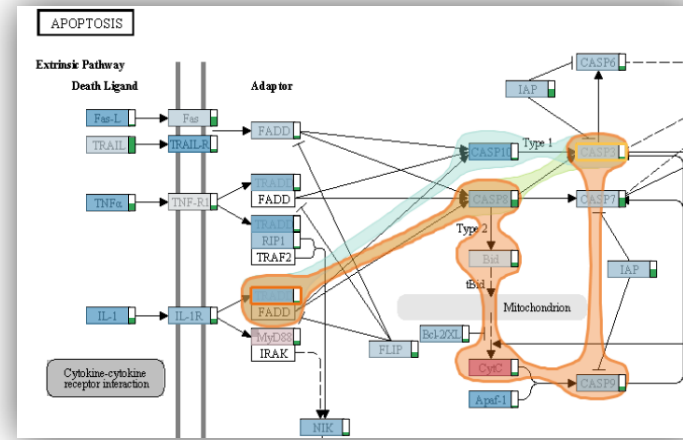 APOPTOSIS
Extrinsic Pathway
Death Ligand
Adaptor
CASP6
IAP
Fas-L
Fas
FADD
Type 1
TRAIL
TRAIL-R
CASP10
CASP3
TNFα
TNF-R1
TRADD
FADD
CASP8
CASP7
TRADD
RIP1
TRAF2
Type 2
Bid
IAP
tBid
TRADD
FADD
Mitochondrion
IL-1
IL-1R
MyD88
IRAK
FLIP
Bcl-2/XL
CytC
CASP9
Cytokine-cytokine
receptor interaction
Apaf-1
NIK